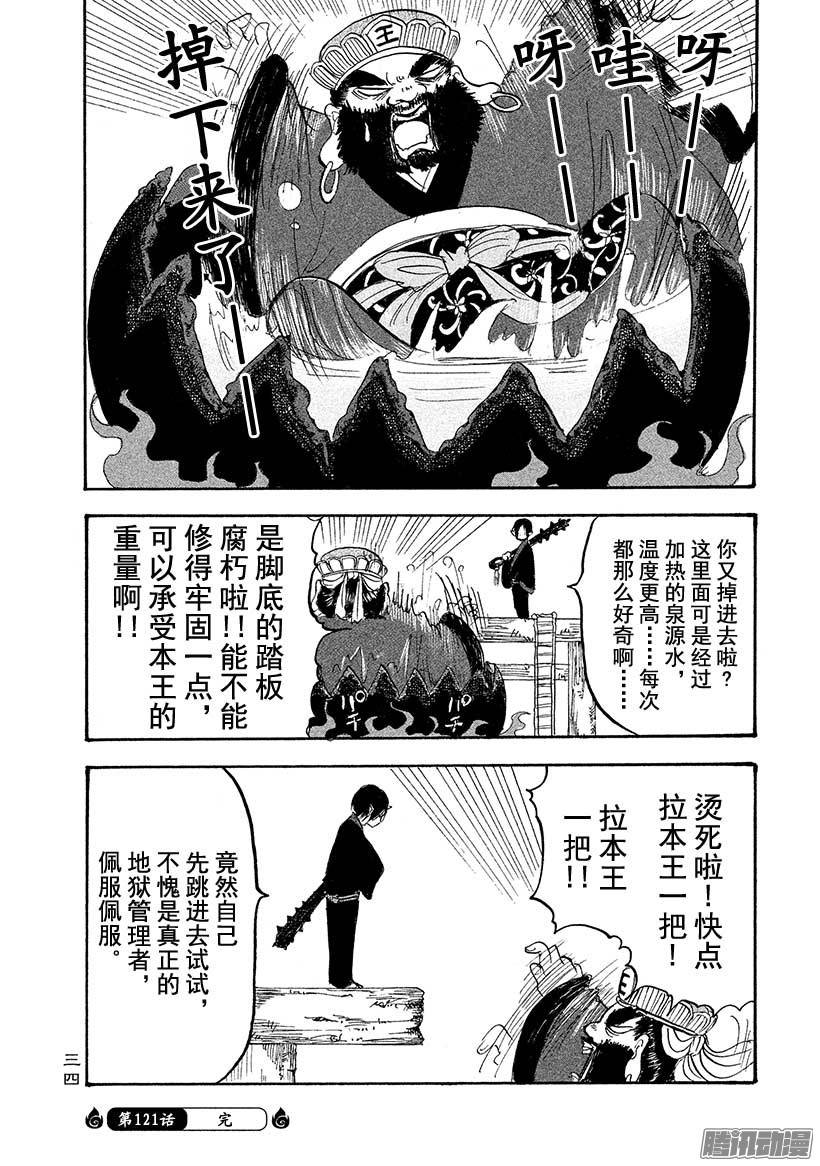 呀——
哇——
呀——
掉下来了——
王
你又掉进去啦？
这里面可是经过
加热的泉源水，
温度更高……每次
都那么好奇啊……
是脚底的踏板
腐朽啦！！能不能
修得牢固一点，
可以承受本王的
重量啊！！
パチ
パチ
烫死啦！快点
拉本王一把！
拉本王
一把！！
竟然自己
先跳进去试试，
不愧是真正的
地狱管理者，
佩服佩服。
三四
第121话
完
腾讯动漫